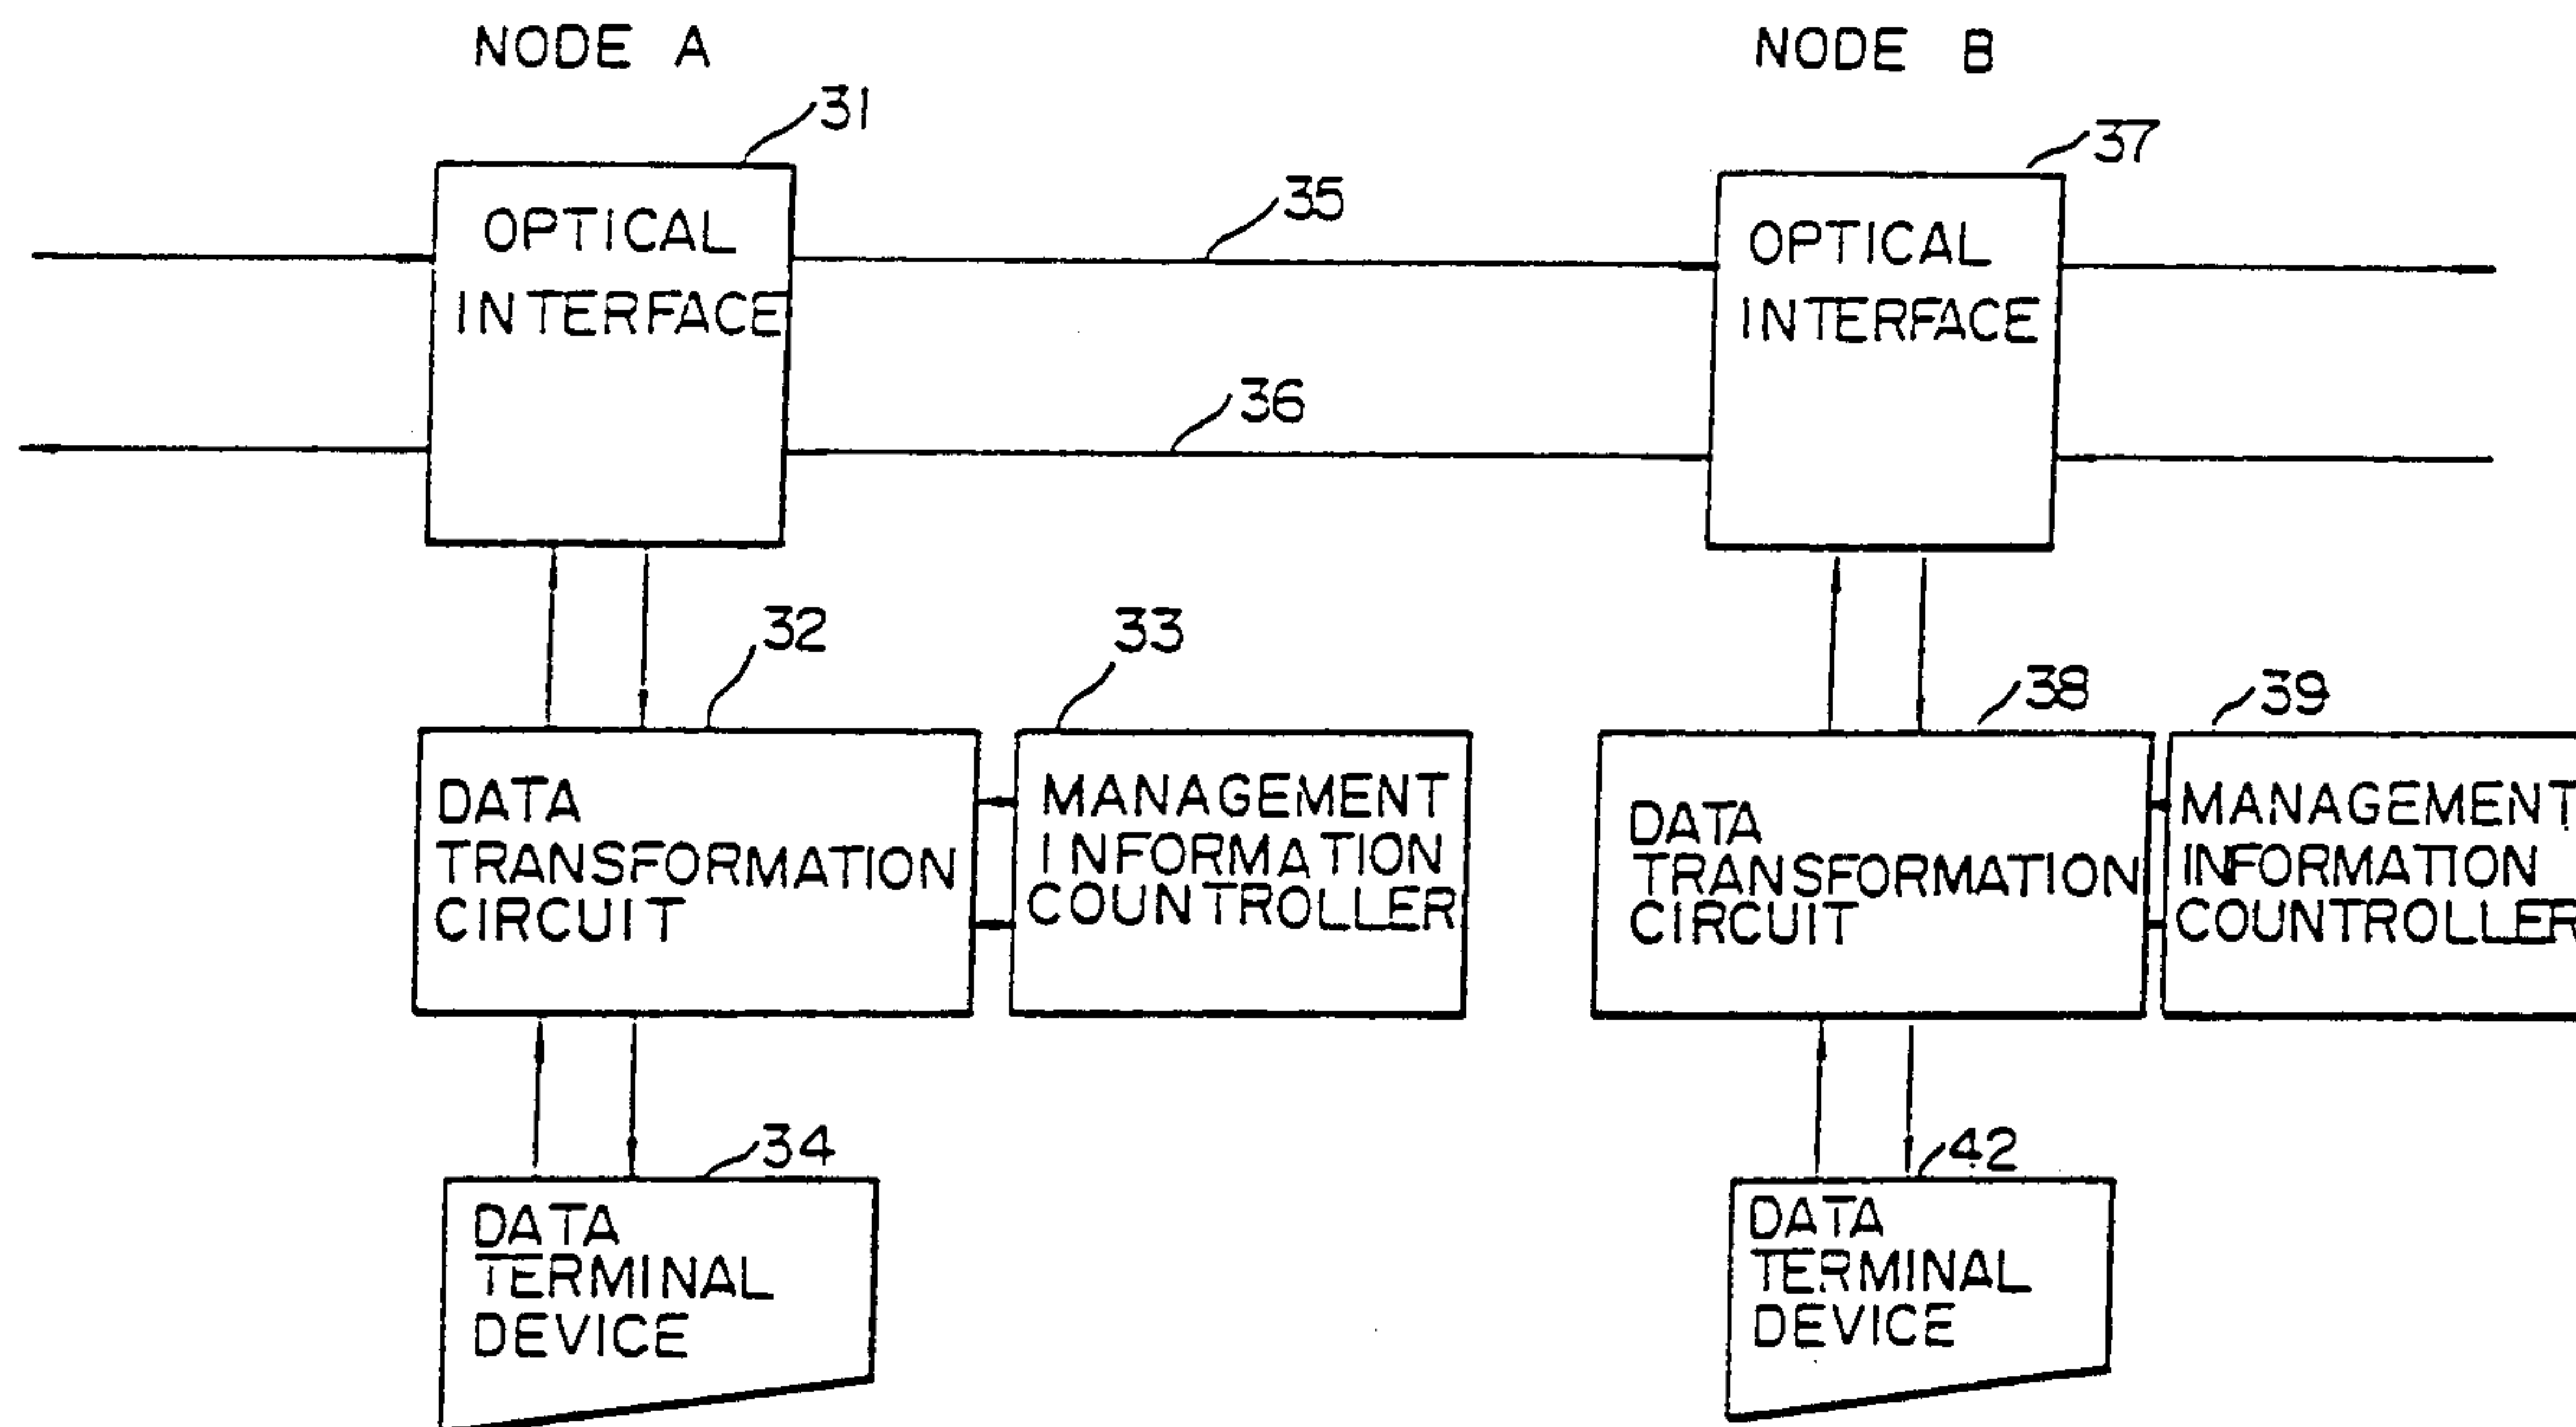 NODE A
NODE B
31
37
OPTICAL
INTERFACE
35
OPTICAL
INTERFACE
36
32
33
38
39
DATA
TRANSFORMATION
CIRCUIT
MANAGEMENT
INFORMATION
COUNTROLLER
DATA
TRANSFORMATION
CIRCUIT
MANAGEMENT
INFORMATION
COUNTROLLER
34
42
DATA
TERMINAL
DEVICE
DATA
TERMINAL
DEVICE